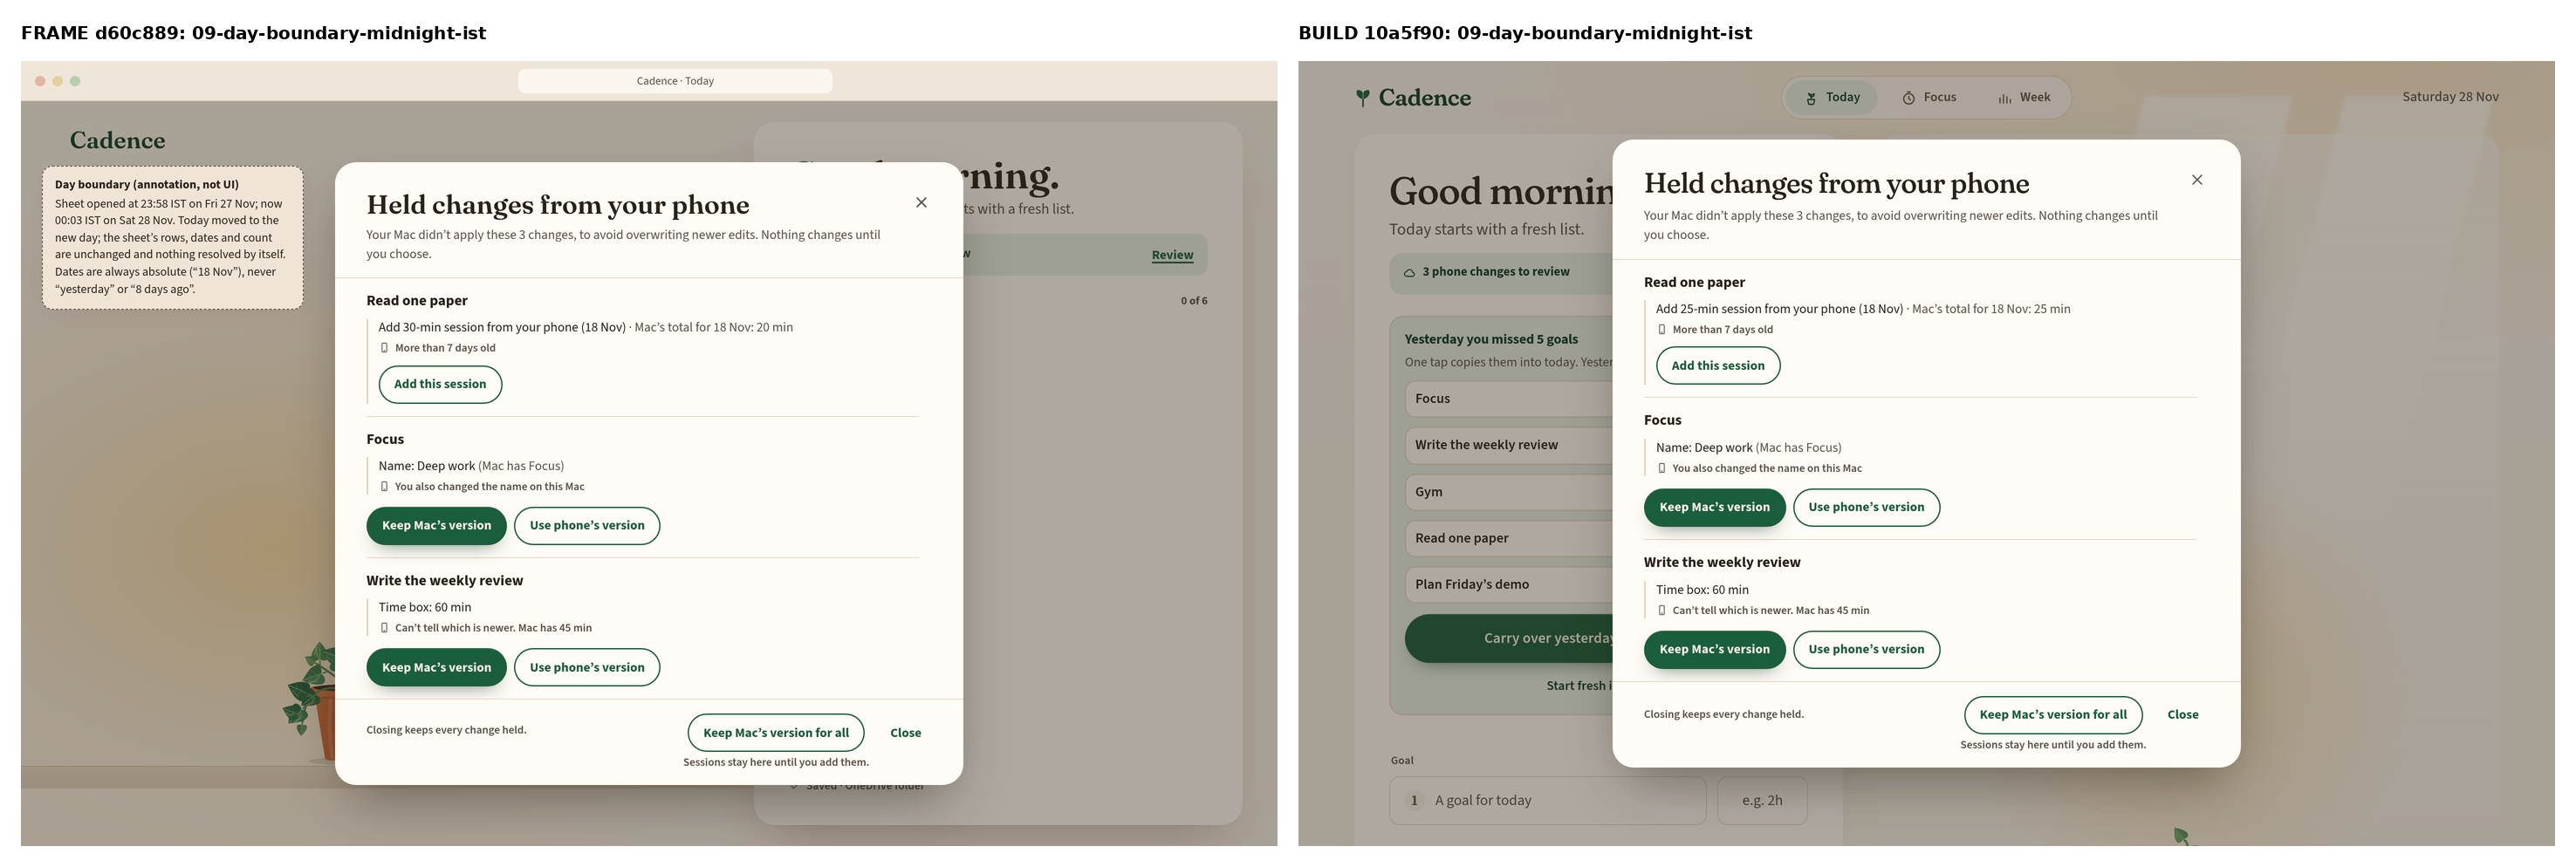 FRAME d60c889: 09-day-boundary-midnight-ist
Cadence · Today
Cadence
Day boundary (annotation, not UI)
Sheet opened at 23:58 IST on Fri 27 Nov; now
00:03 IST on Sat 28 Nov. Today moved to the
new day; the sheet’s rows, dates and count
are unchanged and nothing resolved by itself.
Dates are always absolute (“18 Nov”), never
“yesterday” or “8 days ago”.
rning.
ts with a fresh list.
Review
0 of 6
Held changes from your phone
Your Mac didn’t apply these 3 changes, to avoid overwriting newer edits. Nothing changes until
you choose.
Read one paper
Add 30-min session from your phone (18 Nov) · Mac’s total for 18 Nov: 20 min
More than 7 days old
Add this session
Focus
Name: Deep work (Mac has Focus)
You also changed the name on this Mac
Keep Mac’s version
Use phone’s version
Write the weekly review
Time box: 60 min
Can’t tell which is newer. Mac has 45 min
Keep Mac’s version
Use phone’s version
Closing keeps every change held.
Keep Mac’s version for all
Close
Sessions stay here until you add them.
Saved · OneDrive folder
BUILD 10a5f90: 09-day-boundary-midnight-ist
Cadence
Today
Focus
Week
Saturday 28 Nov
Good mornin
Today starts with a fresh list.
3 phone changes to review
Yesterday you missed 5 goals
One tap copies them into today. Yester
Focus
Write the weekly review
Gym
Read one paper
Plan Friday’s demo
Carry over yesterday
Start fresh i
Goal
1
A goal for today
e.g. 2h
Held changes from your phone
Your Mac didn’t apply these 3 changes, to avoid overwriting newer edits. Nothing changes until
you choose.
Read one paper
Add 25-min session from your phone (18 Nov) · Mac’s total for 18 Nov: 25 min
More than 7 days old
Add this session
Focus
Name: Deep work (Mac has Focus)
You also changed the name on this Mac
Keep Mac’s version
Use phone’s version
Write the weekly review
Time box: 60 min
Can’t tell which is newer. Mac has 45 min
Keep Mac’s version
Use phone’s version
Closing keeps every change held.
Keep Mac’s version for all
Close
Sessions stay here until you add them.